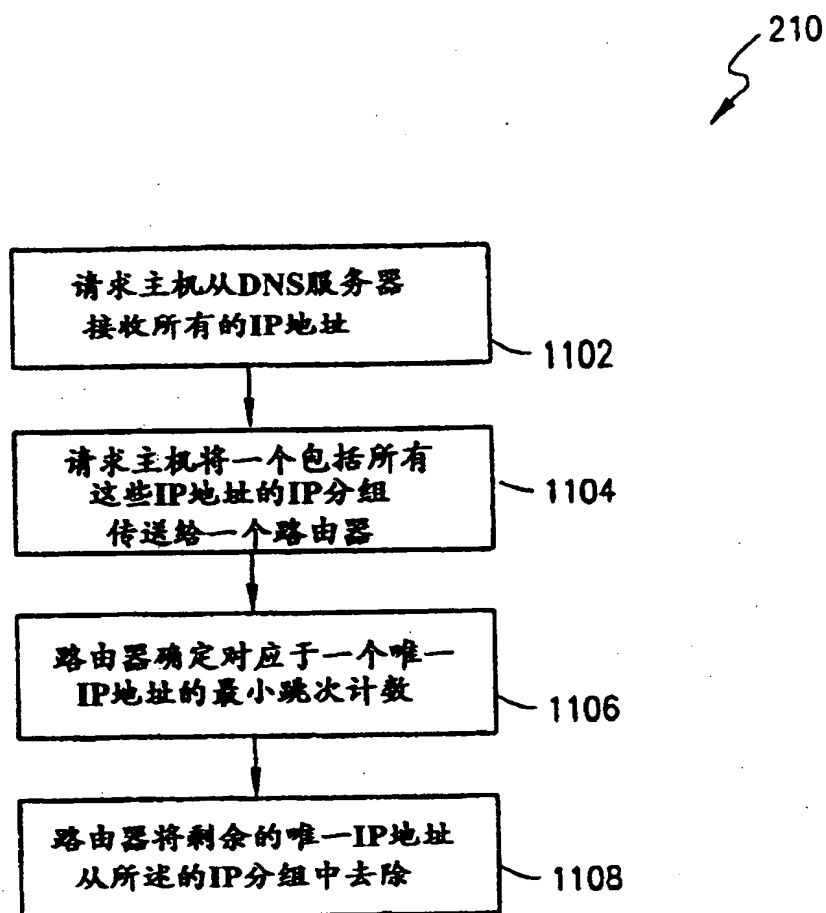 210
请求主机从DNS服务器
接收所有的IP地址
1102
请求主机将一个包括所有
这些IP地址的IP分组
传送给一个路由器
1104
路由器确定对应于一个唯一
IP地址的最小跳次计数
1106
路由器将剩余的唯一IP地址
从所述的IP分组中去除
1108